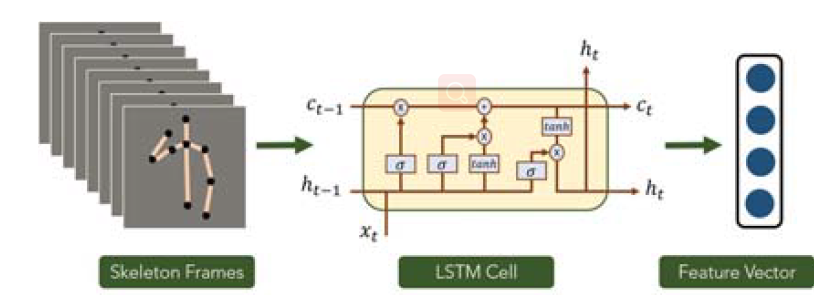 h_t
c_{t-1}
×
+
c_t
tanh
×
×
σ
σ
tanh
σ
h_{t-1}
h_t
x_t
Skeleton Frames
LSTM Cell
Feature Vector